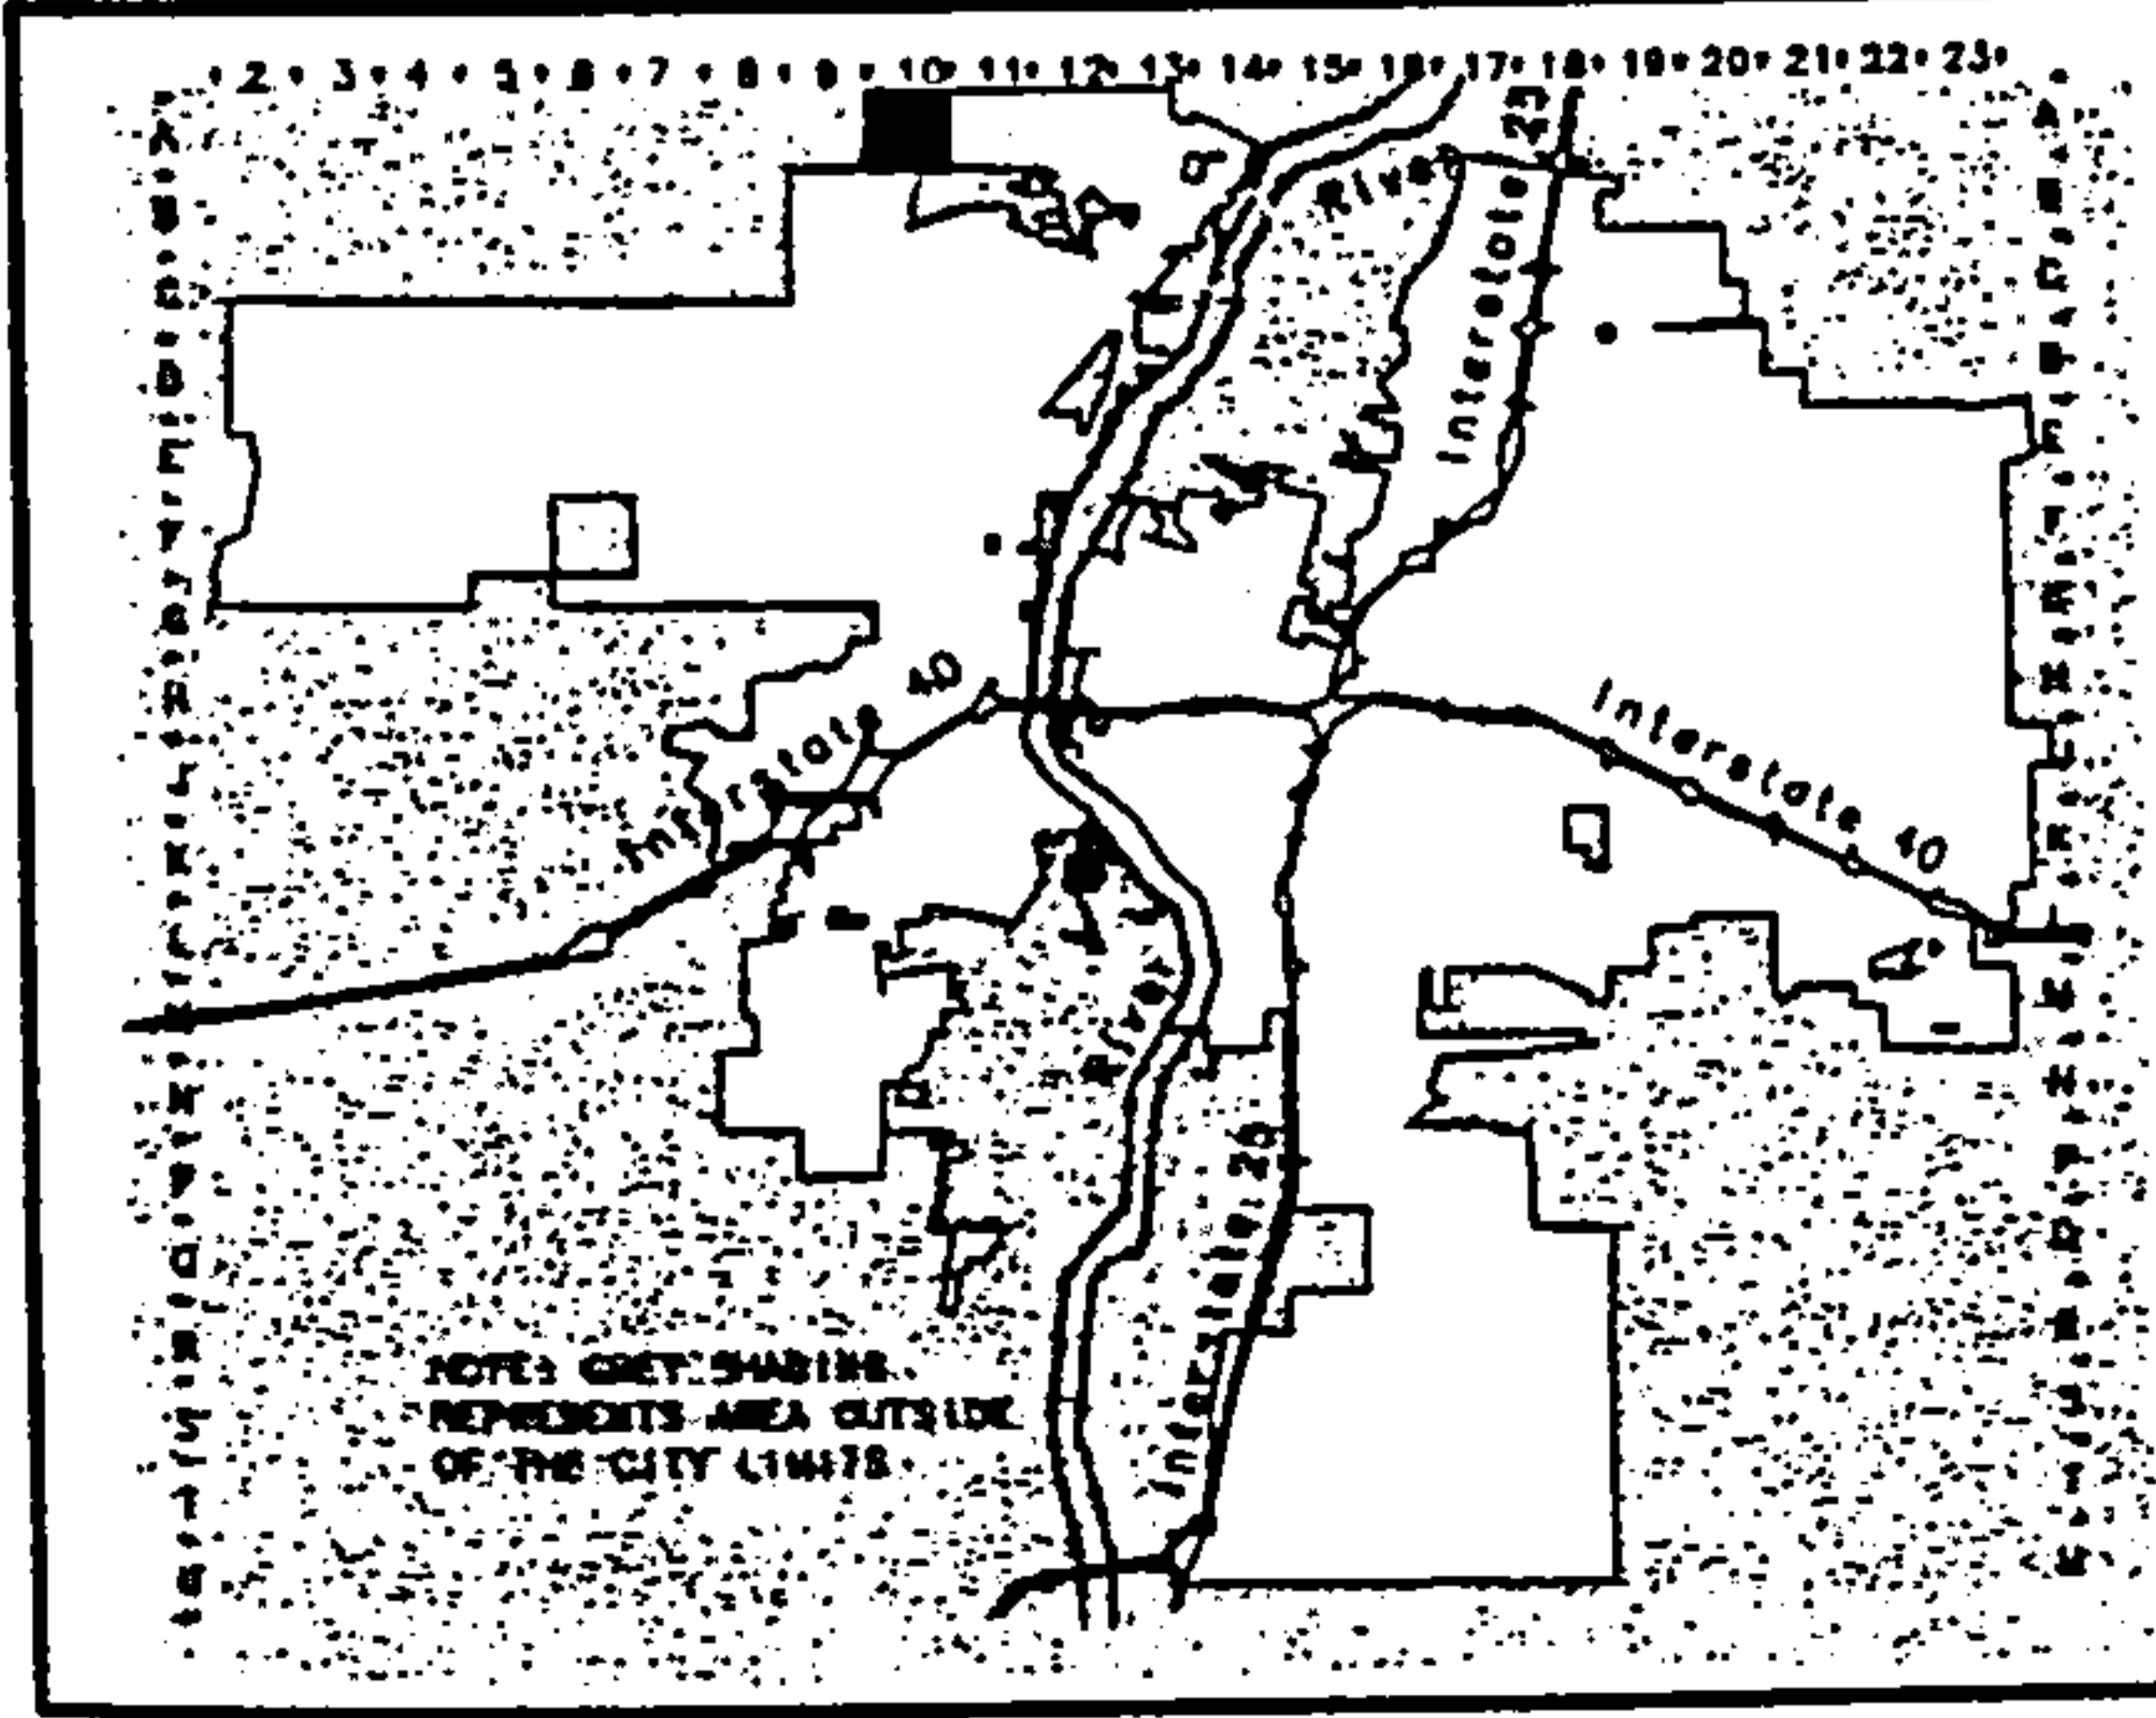 2 3 4 5 6 7 8 9 10 11 12 13 14 15 16 17 18 19 20 21 22 23
A
B
C
D
E
F
G
H
J
K
L
M
N
P
Q
R
S
T
U
River
Interstate
Interstate 40
Interstate 40
River
Interstate 26
NOTE: GREY SHADING
REPRESENTS AREA OUTSIDE
OF THE CITY LIMITS